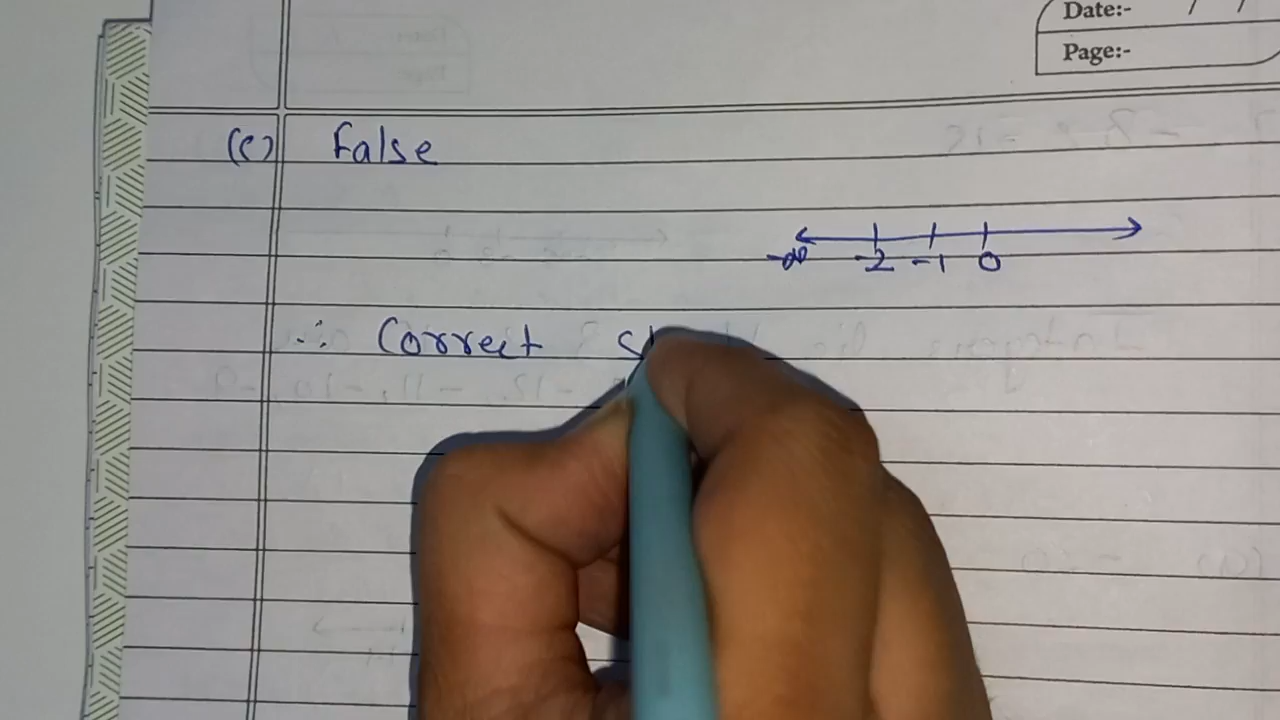 Date:- / /
Page:-
(c) False
-∞ -2 -1 0
∴ Correct